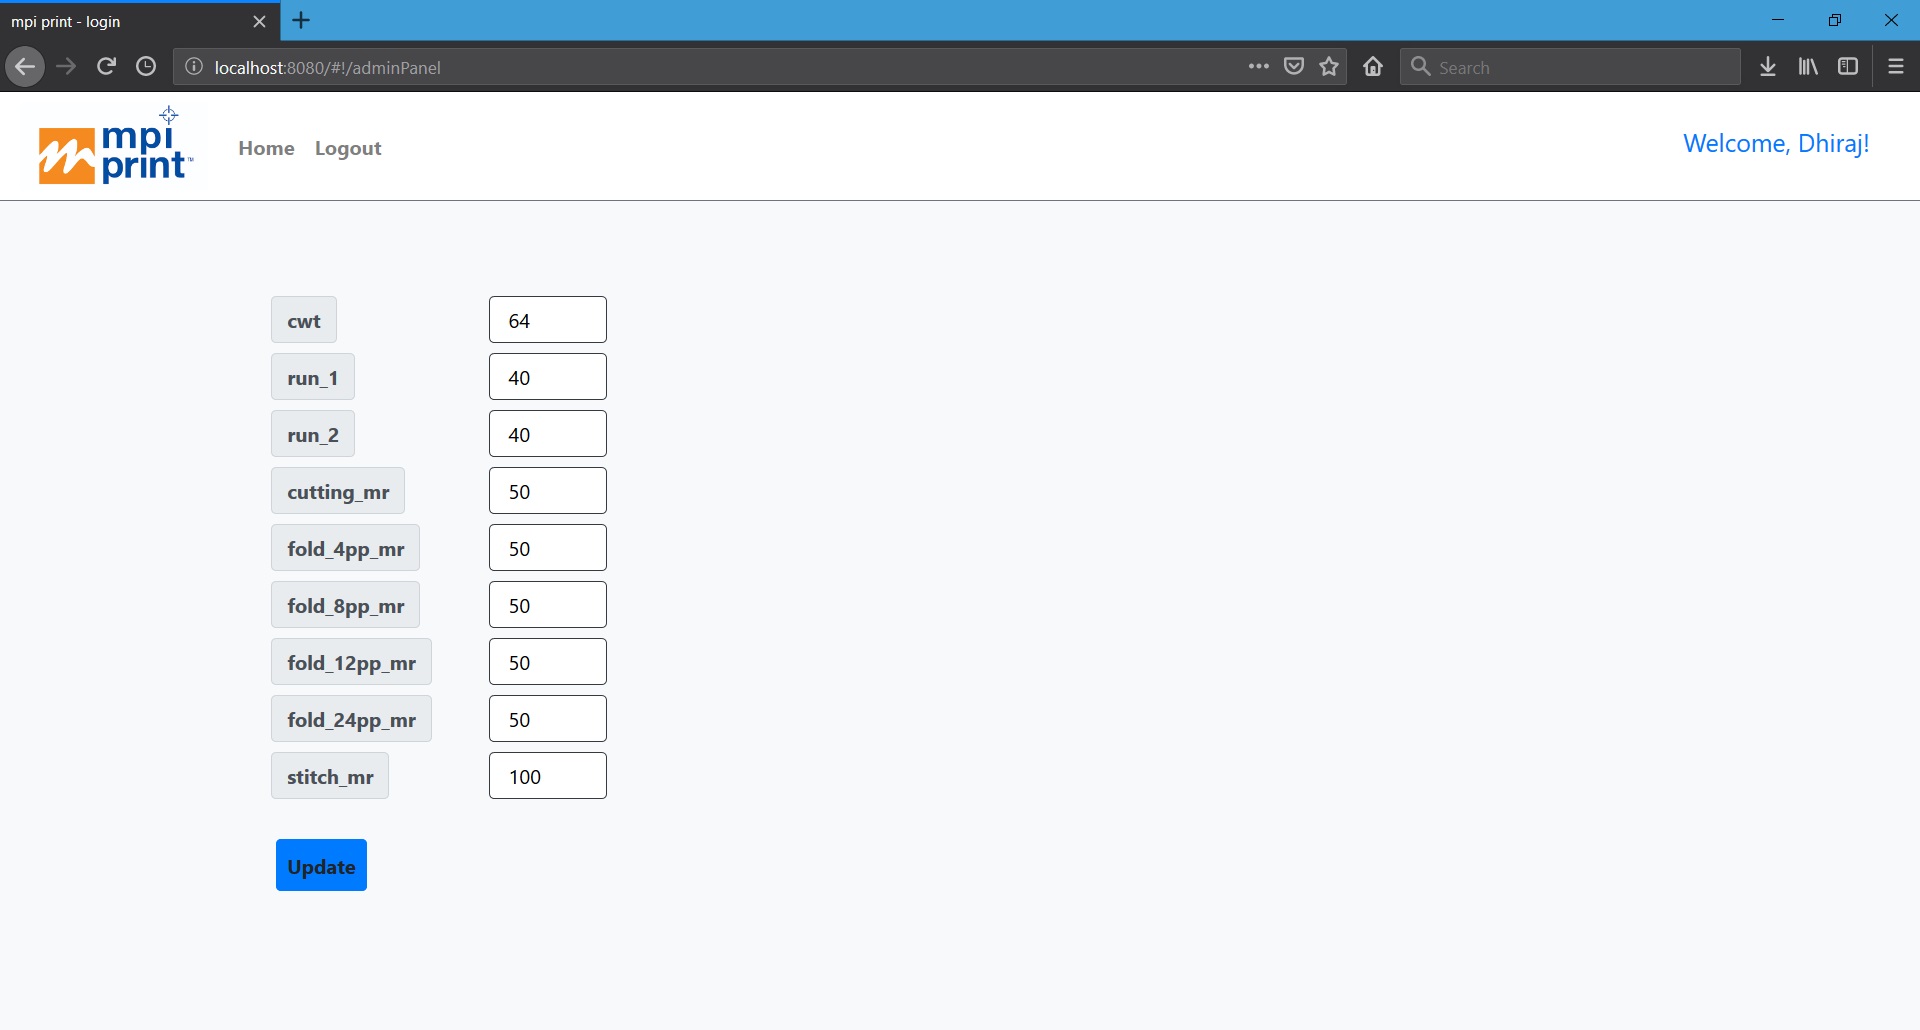 mpi print - login
localhost:8080/#!/adminPanel
Search
mpi
print™
Home Logout
Welcome, Dhiraj!
cwt 64
run_1 40
run_2 40
cutting_mr 50
fold_4pp_mr 50
fold_8pp_mr 50
fold_12pp_mr 50
fold_24pp_mr 50
stitch_mr 100
Update